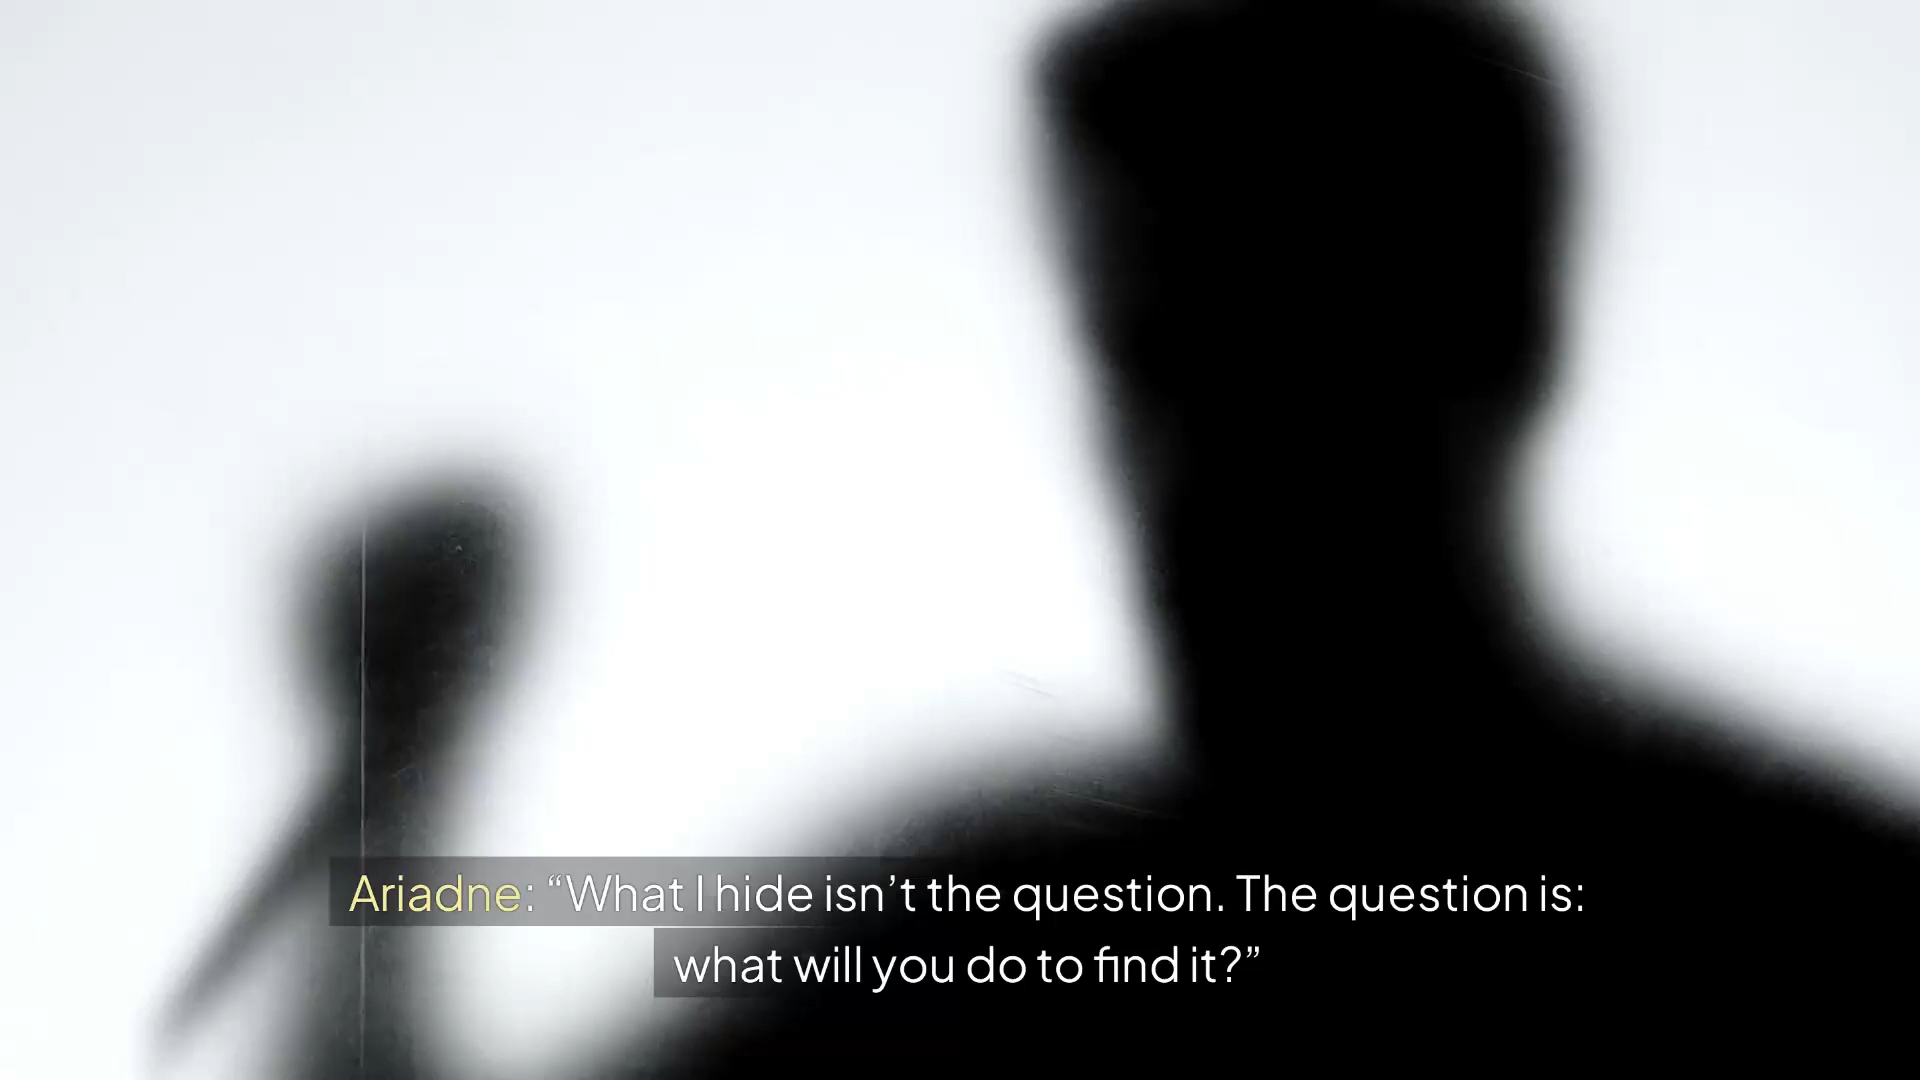 Ariadne: “What I hide isn’t the question. The question is:
what will you do to find it?”